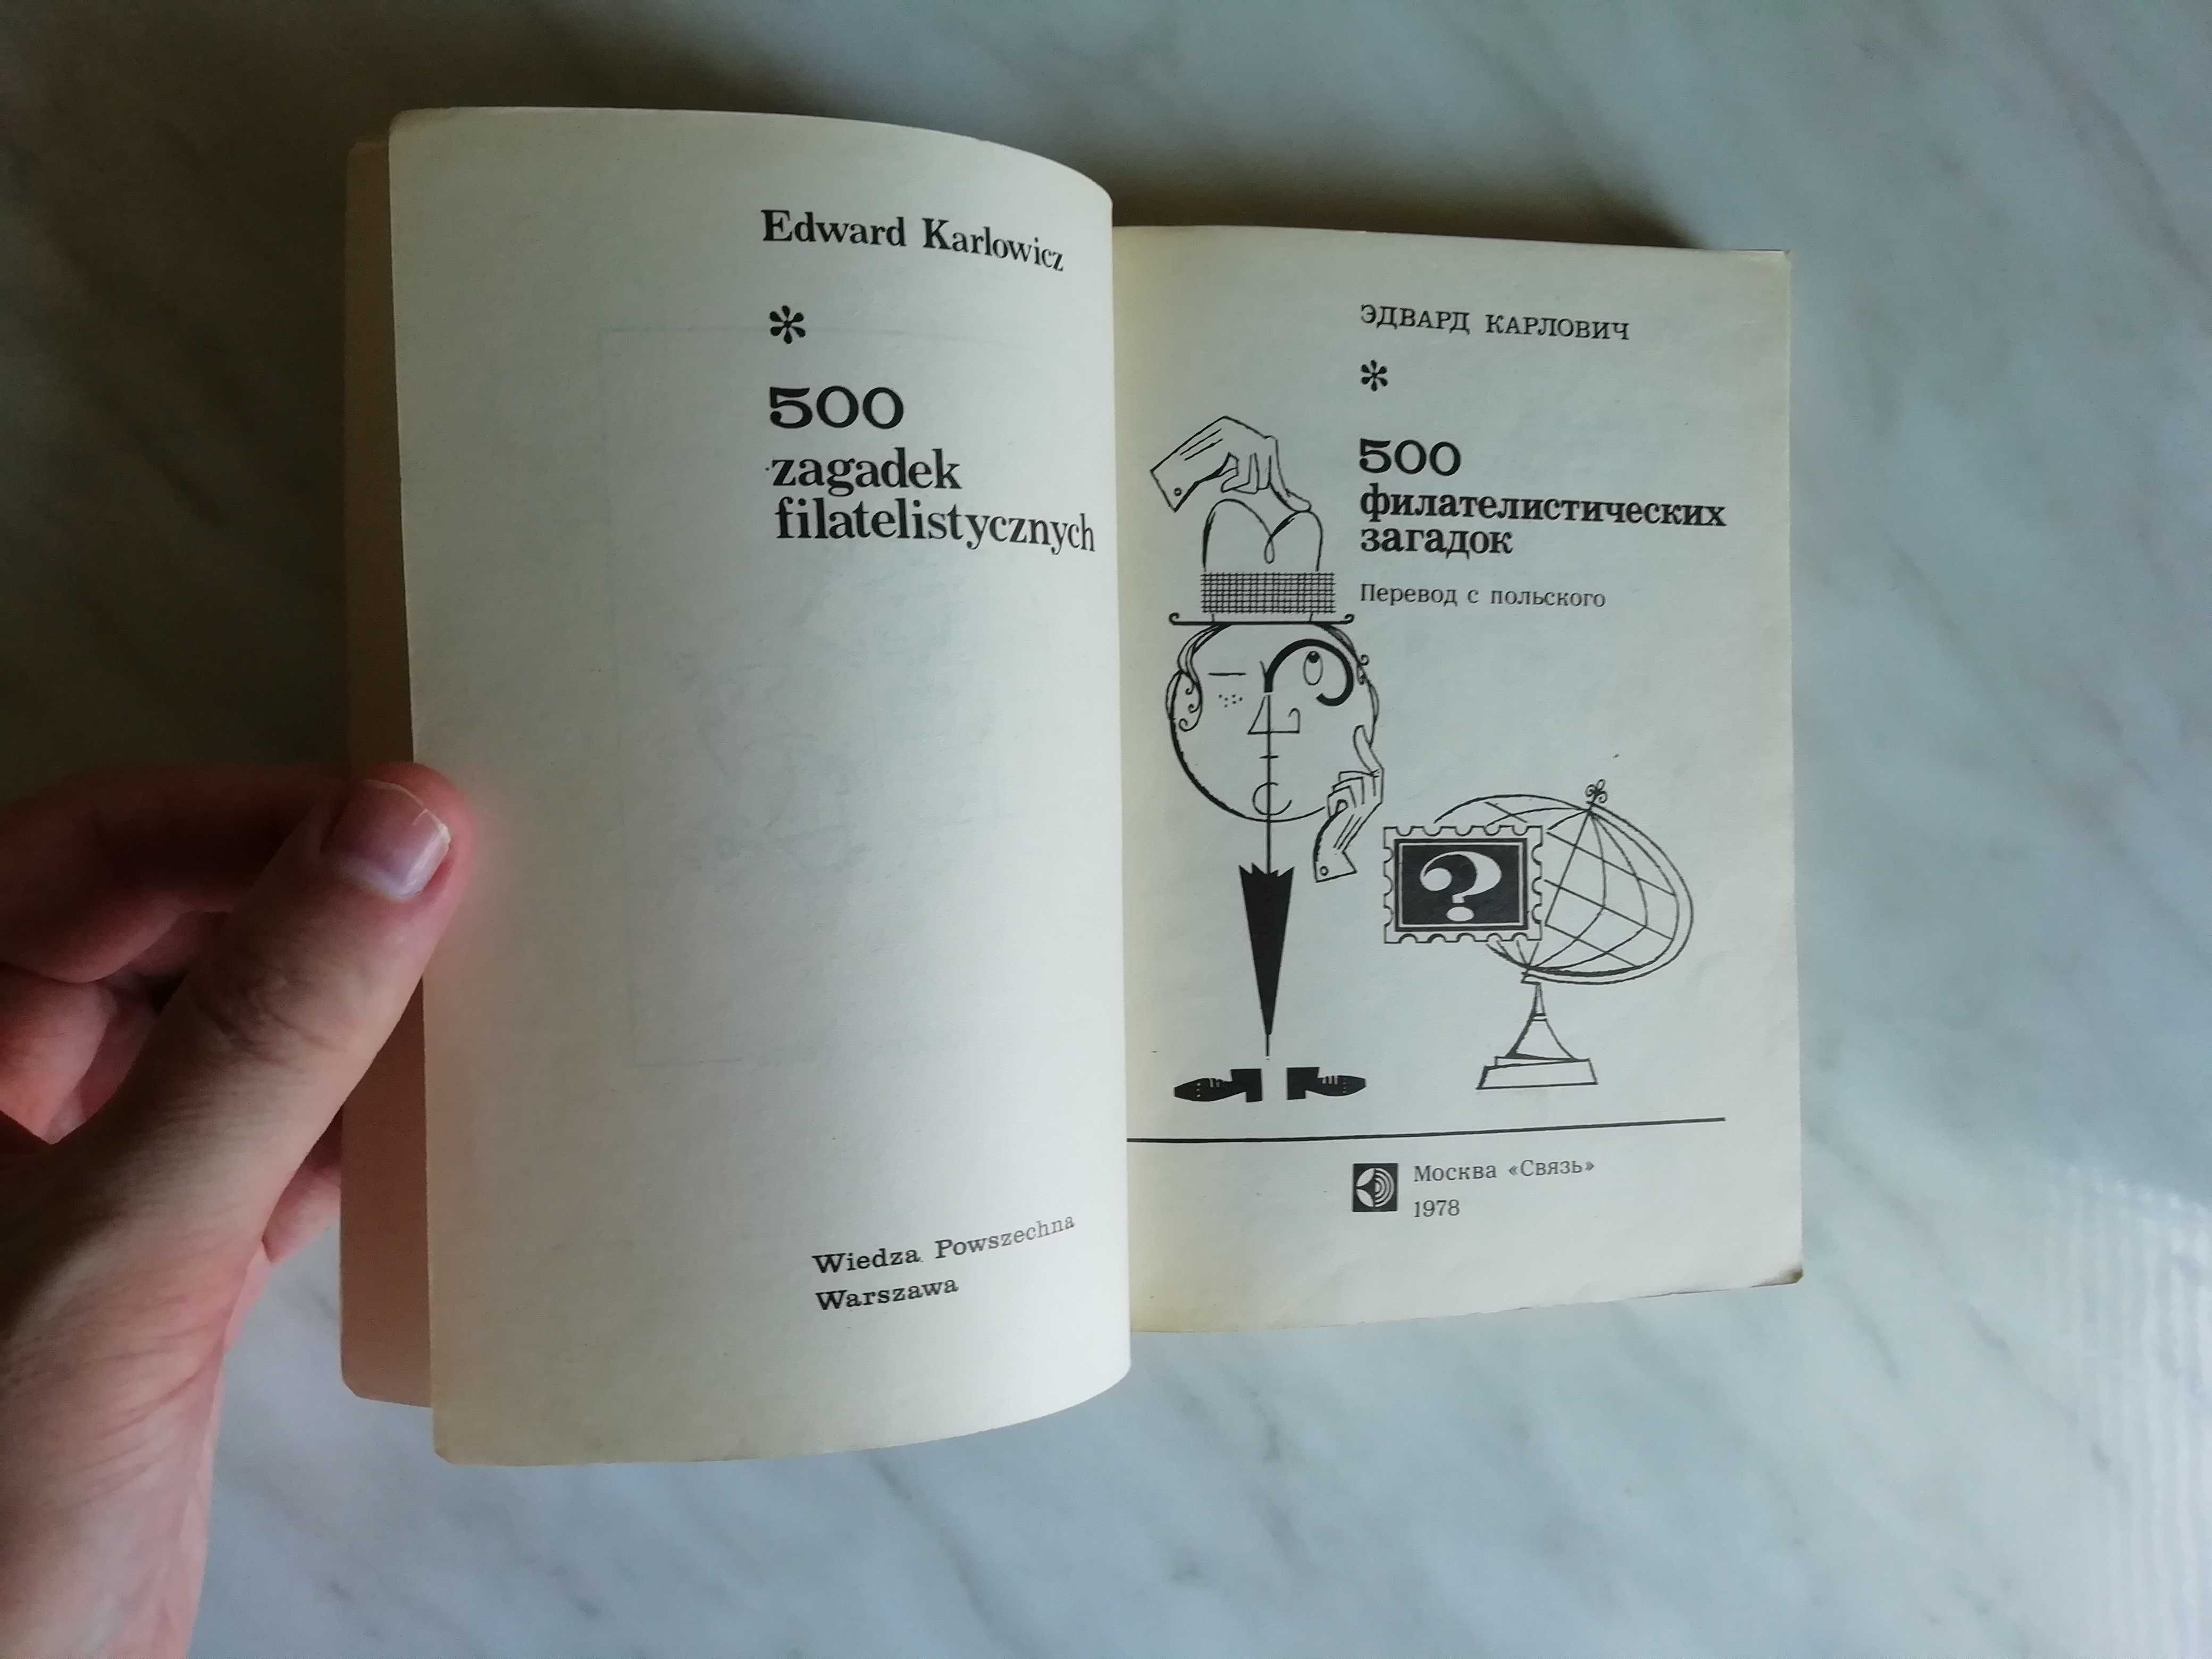 Edward Karlowicz
*
500
zagadek
filatelistycznych
Wiedza Powszechna
Warszawa
ЭДВАРД КАРЛОВИЧ
*
500
филателистических
загадок
Перевод с польского
?
Москва «Связь»
1978